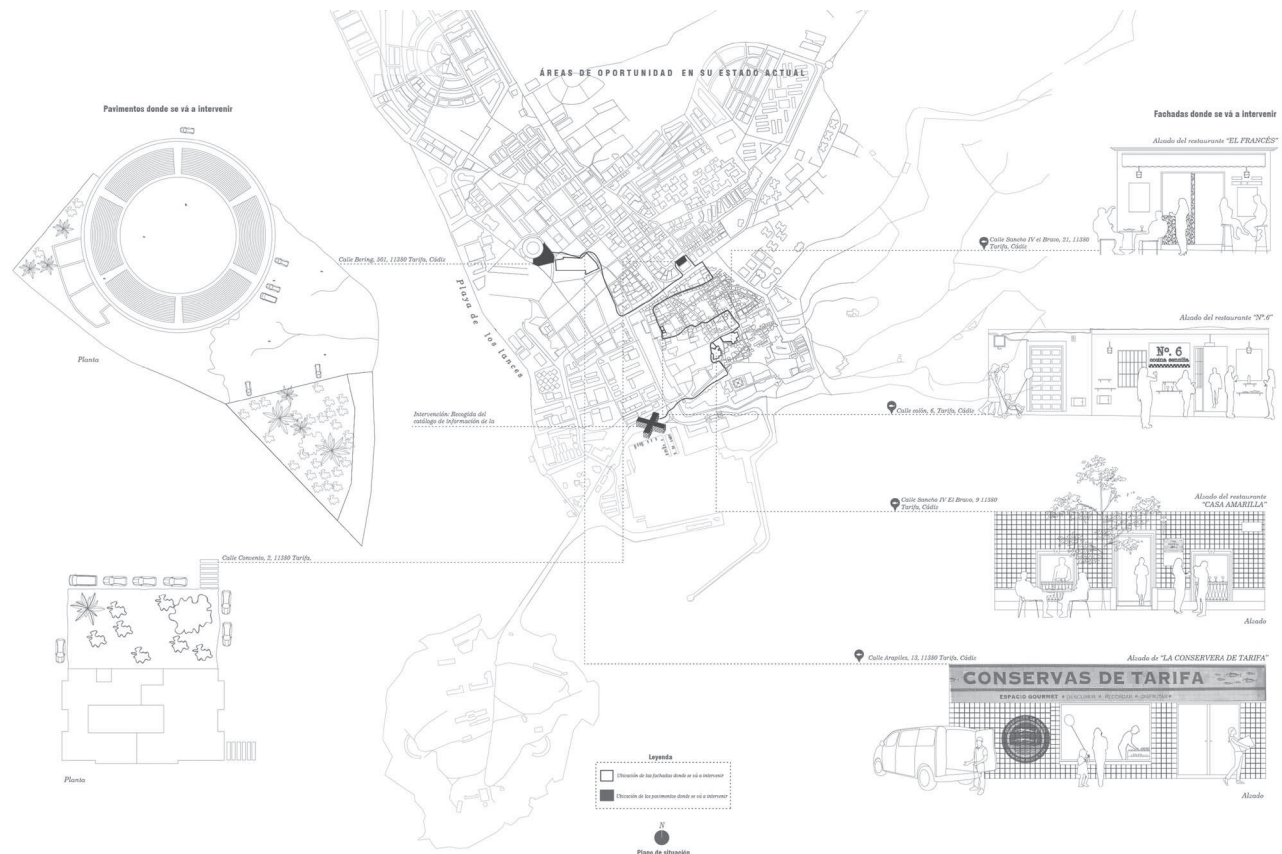 ÁREAS DE OPORTUNIDAD EN SU ESTADO ACTUAL
Pavimentos donde se vá a intervenir
Planta
Calle Bering, 101, 11380 Tarifa, Cádiz
Playa de los lances
Intervención: Recogida del
catálogo de información de la
Calle Convento, 2, 11380 Tarifa.
Planta
Fachadas donde se vá a intervenir
Alzado del restaurante "EL FRANCÉS"
Calle Sancho IV el Bravo, 21, 11380
Tarifa, Cádiz
Alzado del restaurante "Nº.6"
Nº. 6
cocina sencilla
Calle colón, 6, Tarifa, Cádiz
Calle Sancho IV El Bravo, 9 11380
Tarifa, Cádiz
Alzado del restaurante
"CASA AMARILLA"
Alzado
Calle Arapiles, 13, 11380 Tarifa, Cádiz
Alzado de "LA CONSERVERA DE TARIFA"
CONSERVAS DE TARIFA
ESPACIO GOURMET • DESCUBRIR • RECORDAR • DISFRUTAR •
Alzado
Leyenda
Ubicación de las fachadas donde se vá a intervenir
Ubicación de los pavimentos donde se vá a intervenir
N
Plano de situación